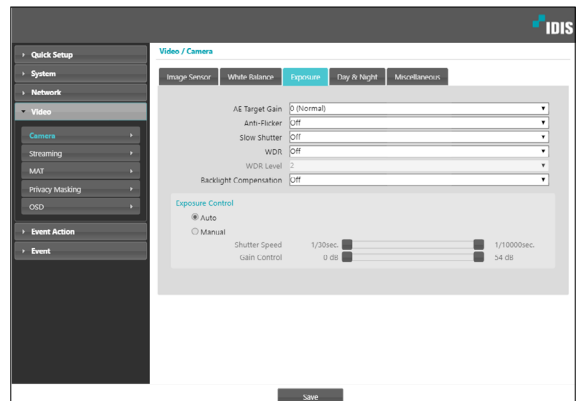 IDIS
Quick Setup
System
Network
Video
Camera
Streaming
MAT
Privacy Masking
OSD
Event Action
Event
Video / Camera
Image Sensor White Balance Exposure Day & Night Miscellaneous
AE Target Gain 0 (Normal)
Anti-Flicker Off
Slow Shutter Off
WDR Off
WDR Level 2
Backlight Compensation Off
Exposure Control
Auto
Manual
Shutter Speed 1/30sec. 1/10000sec.
Gain Control 0 dB 54 dB
Save